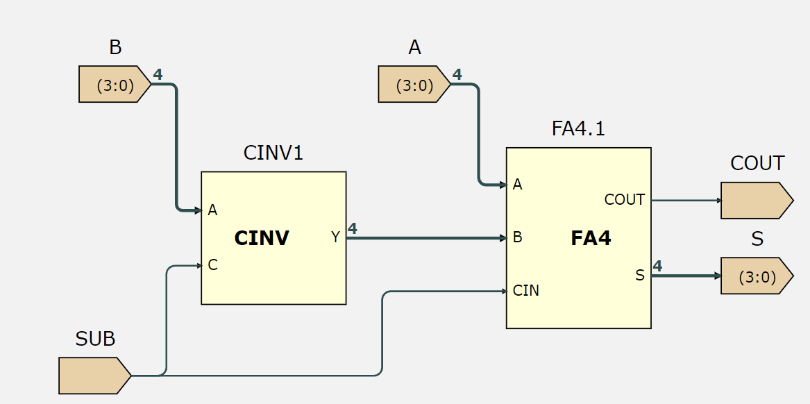 B
4
(3:0)
A
4
(3:0)
FA4.1
CINV1
COUT
A
CINV
Y
4
C
A
COUT
B
FA4
S
4
CIN
S
(3:0)
SUB